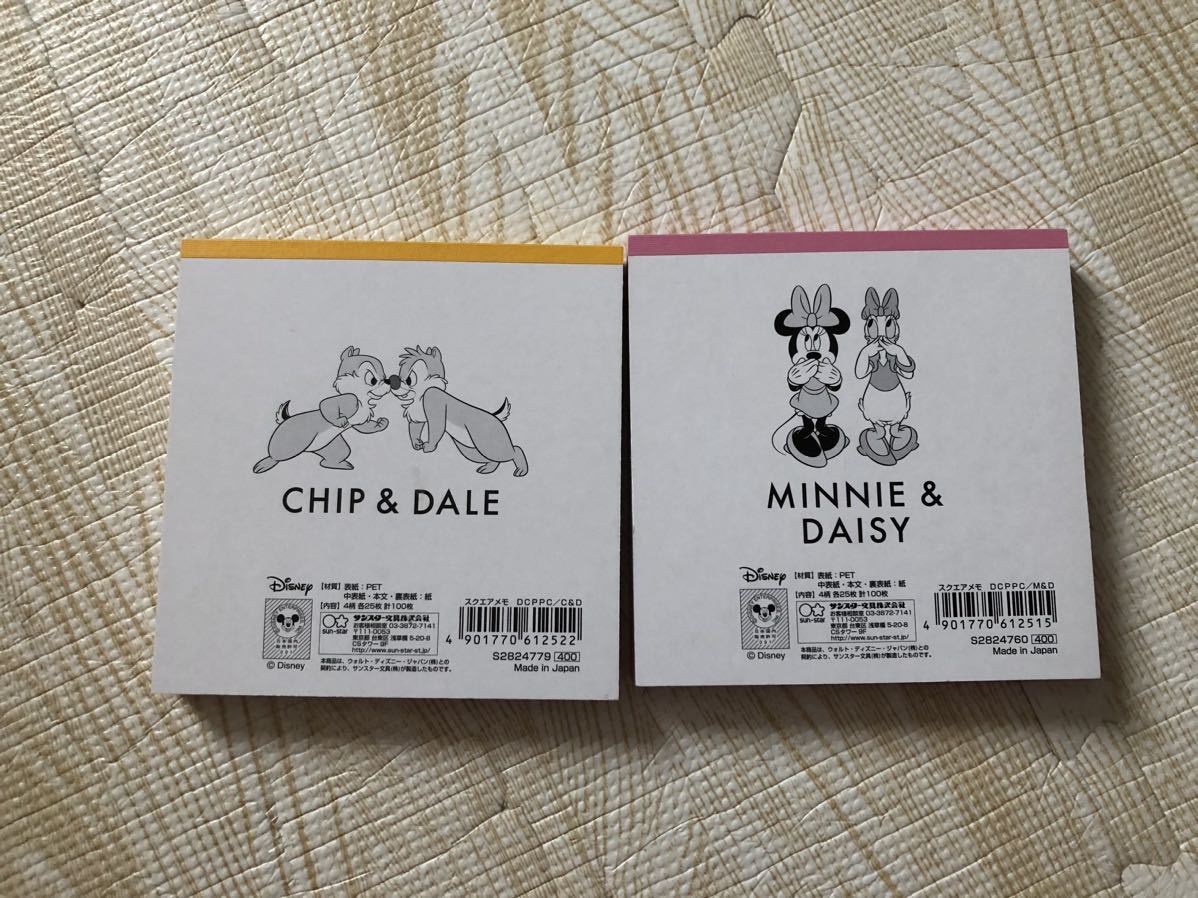 CHIP & DALE
Disney
【材質】表紙：PET
中表紙・本文・裏表紙：紙
【内容】4柄 各25枚 計100枚
sun-star
サンスター文具株式会社
お客様相談室 03-3872-7141
〒111-0053
東京都 台東区 浅草橋 5-20-8
CSタワー 9F
http://www.sun-star-st.jp/
本商品は、ウォルト・ディズニー・ジャパン(株)との
契約により、サンスター文具(株)が製造したものです。
© Disney
スクエアメモ DCPPC/C&D
4 901770 612522
S2824779 400
Made in Japan
MINNIE &
DAISY
Disney
【材質】表紙：PET
中表紙・本文・裏表紙：紙
【内容】4柄 各25枚 計100枚
sun-star
サンスター文具株式会社
お客様相談室 03-3872-7141
〒111-0053
東京都 台東区 浅草橋 5-20-8
CSタワー 9F
http://www.sun-star-st.jp/
本商品は、ウォルト・ディズニー・ジャパン(株)との
契約により、サンスター文具(株)が製造したものです。
© Disney
スクエアメモ DCPPC/M&D
4 901770 612515
S2824760 400
Made in Japan